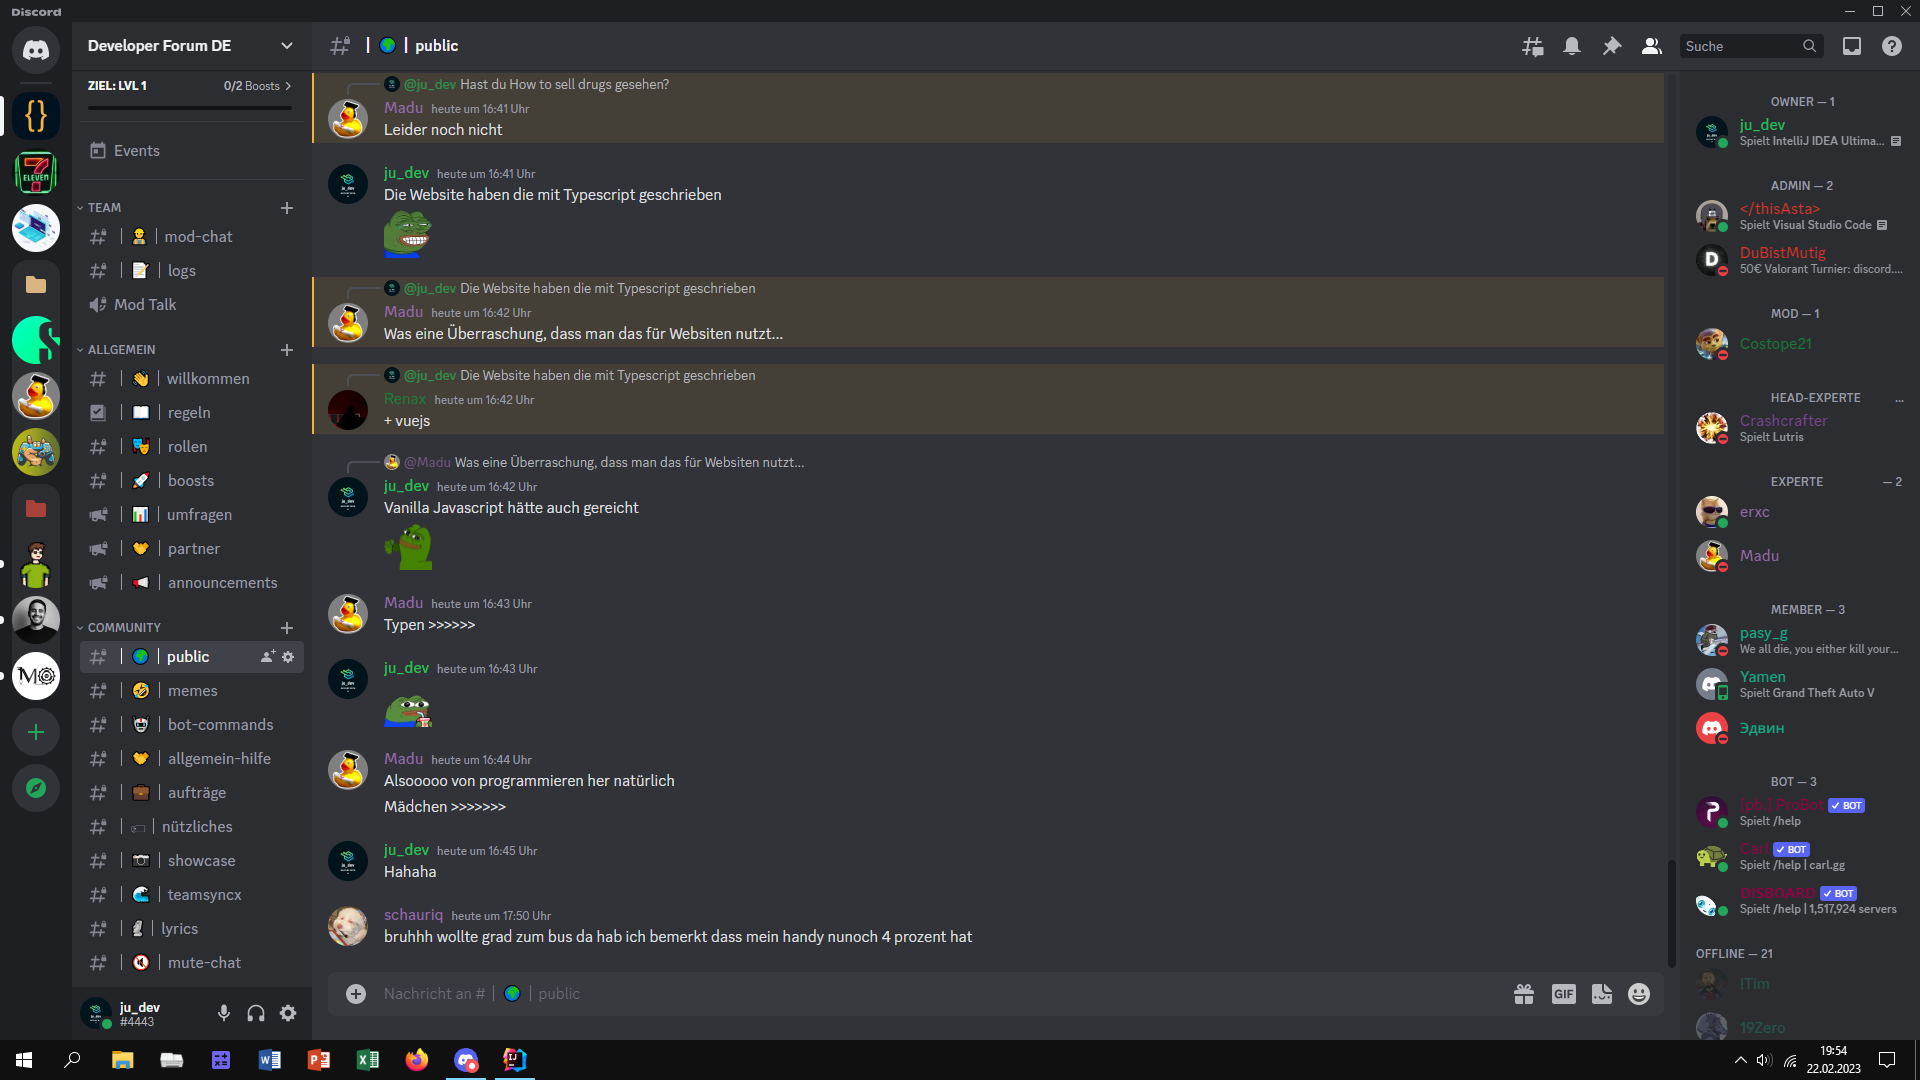 Discord
Developer Forum DE
ZIEL: LVL 1 0/2 Boosts
Events
TEAM
mod-chat
logs
Mod Talk
ALLGEMEIN
willkommen
regeln
rollen
boosts
umfragen
partner
announcements
COMMUNITY
public
memes
bot-commands
allgemein-hilfe
aufträge
nützliches
showcase
teamsyncx
lyrics
mute-chat
ju_dev
#4443
| | public
Suche
@ju_dev Hast du How to sell drugs gesehen?
Madu heute um 16:41 Uhr
Leider noch nicht
ju_dev heute um 16:41 Uhr
Die Website haben die mit Typescript geschrieben
@ju_dev Die Website haben die mit Typescript geschrieben
Madu heute um 16:42 Uhr
Was eine Überraschung, dass man das für Websiten nutzt...
@ju_dev Die Website haben die mit Typescript geschrieben
Renax heute um 16:42 Uhr
+ vuejs
@Madu Was eine Überraschung, dass man das für Websiten nutzt...
ju_dev heute um 16:42 Uhr
Vanilla Javascript hätte auch gereicht
Madu heute um 16:43 Uhr
Typen >>>>>>
ju_dev heute um 16:43 Uhr
Madu heute um 16:44 Uhr
Alsooooo von programmieren her natürlich
Mädchen >>>>>>>
ju_dev heute um 16:45 Uhr
Hahaha
schauriq heute um 17:50 Uhr
bruhhh wollte grad zum bus da hab ich bemerkt dass mein handy nunoch 4 prozent hat
Nachricht an # | | public
GIF
OWNER — 1
ju_dev
Spielt IntelliJ IDEA Ultima...
ADMIN — 2
</thisAsta>
Spielt Visual Studio Code
DuBistMutig
50€ Valorant Turnier: discord....
MOD — 1
Costope21
HEAD-EXPERTE ...
Crashcrafter
Spielt Lutris
EXPERTE — 2
erxc
Madu
MEMBER — 3
pasy_g
We all die, you either kill your...
Yamen
Spielt Grand Theft Auto V
Эдвин
BOT — 3
[pb.] ProBot BOT
Spielt /help
Carl BOT
Spielt /help | carl.gg
DISBOARD BOT
Spielt /help | 1,517,924 servers
OFFLINE — 21
!Tim
19Zero
19:54
22.02.2023